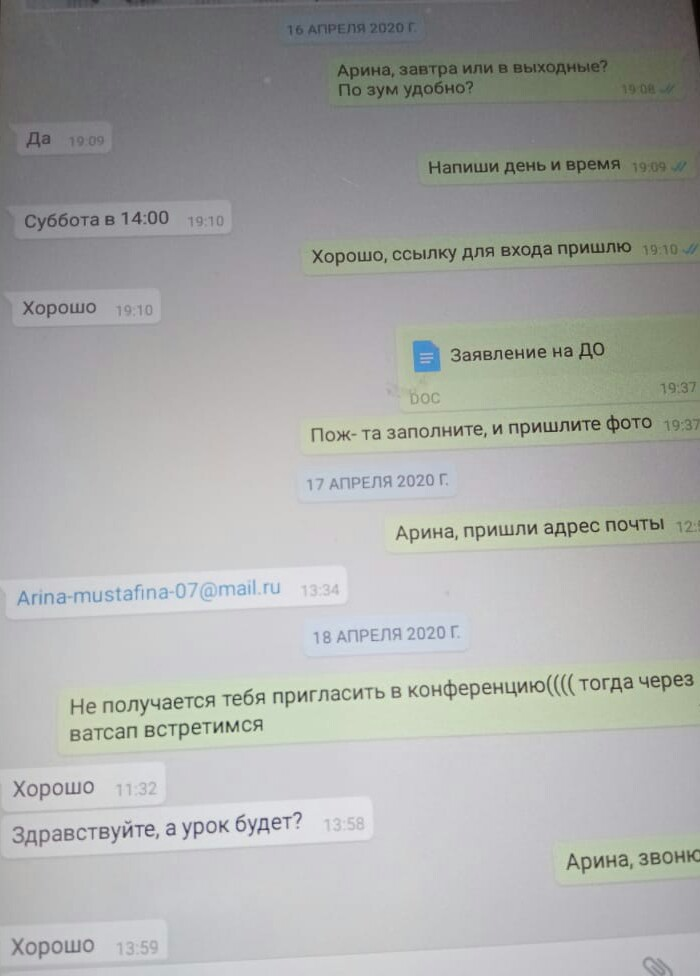 16 АПРЕЛЯ 2020 Г.
Арина, завтра или в выходные?
По зум удобно? 19:08
Да 19:09
Напиши день и время 19:09
Суббота в 14:00 19:10
Хорошо, ссылку для входа пришлю 19:10
Хорошо 19:10
Заявление на ДО
DOC 19:37
Пож- та заполните, и пришлите фото 19:37
17 АПРЕЛЯ 2020 Г.
Арина, пришли адрес почты
Arina-mustafina-07@mail.ru 13:34
18 АПРЕЛЯ 2020 Г.
Не получается тебя пригласить в конференцию(((( тогда через
ватсап встретимся
Хорошо 11:32
Здравствуйте, а урок будет? 13:58
Арина, звоню
Хорошо 13:59